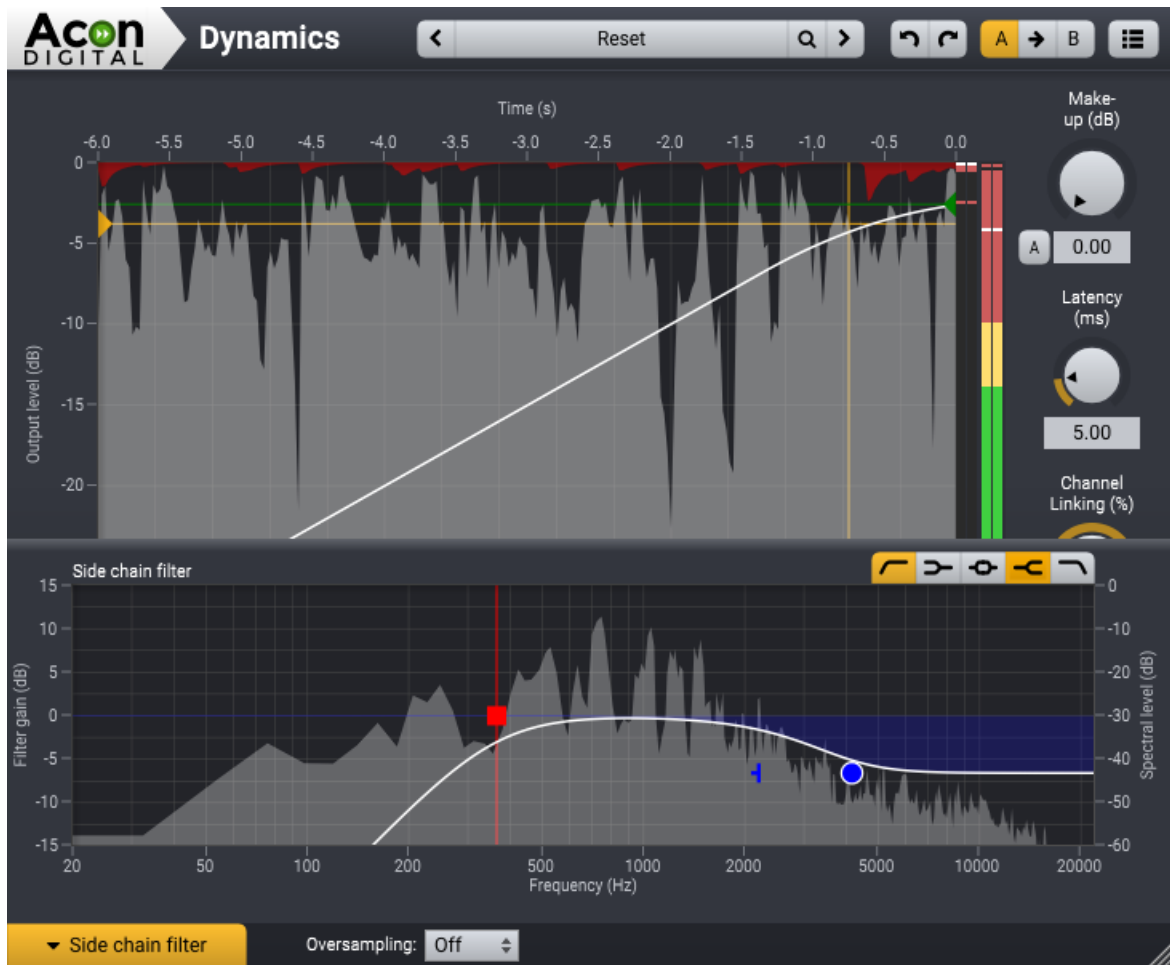 Acon
DIGITAL
Dynamics
Reset
A
B
Time (s)
-6.0 -5.5 -5.0 -4.5 -4.0 -3.5 -3.0 -2.5 -2.0 -1.5 -1.0 -0.5 0.0
0
-5
-10
-15
-20
Output level (dB)
Make-
up (dB)
A 0.00
Latency
(ms)
5.00
Channel
Linking (%)
Side chain filter
15
10
5
0
-5
-10
-15
Filter gain (dB)
0
-10
-20
-30
-40
-50
-60
Spectral level (dB)
20 50 100 200 500 1000 2000 5000 10000 20000
Frequency (Hz)
Side chain filter
Oversampling: Off